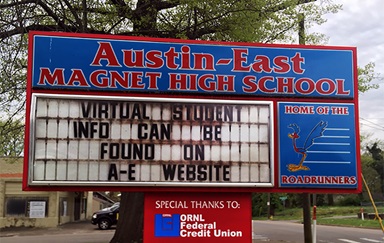 Austin-East
MAGNET HIGH SCHOOL
VIRTUAL STUDENT
INFO CAN BE
FOUND ON
A-E WEBSITE
HOME OF THE
ROADRUNNERS
SPECIAL THANKS TO:
ORNL
Federal
Credit Union